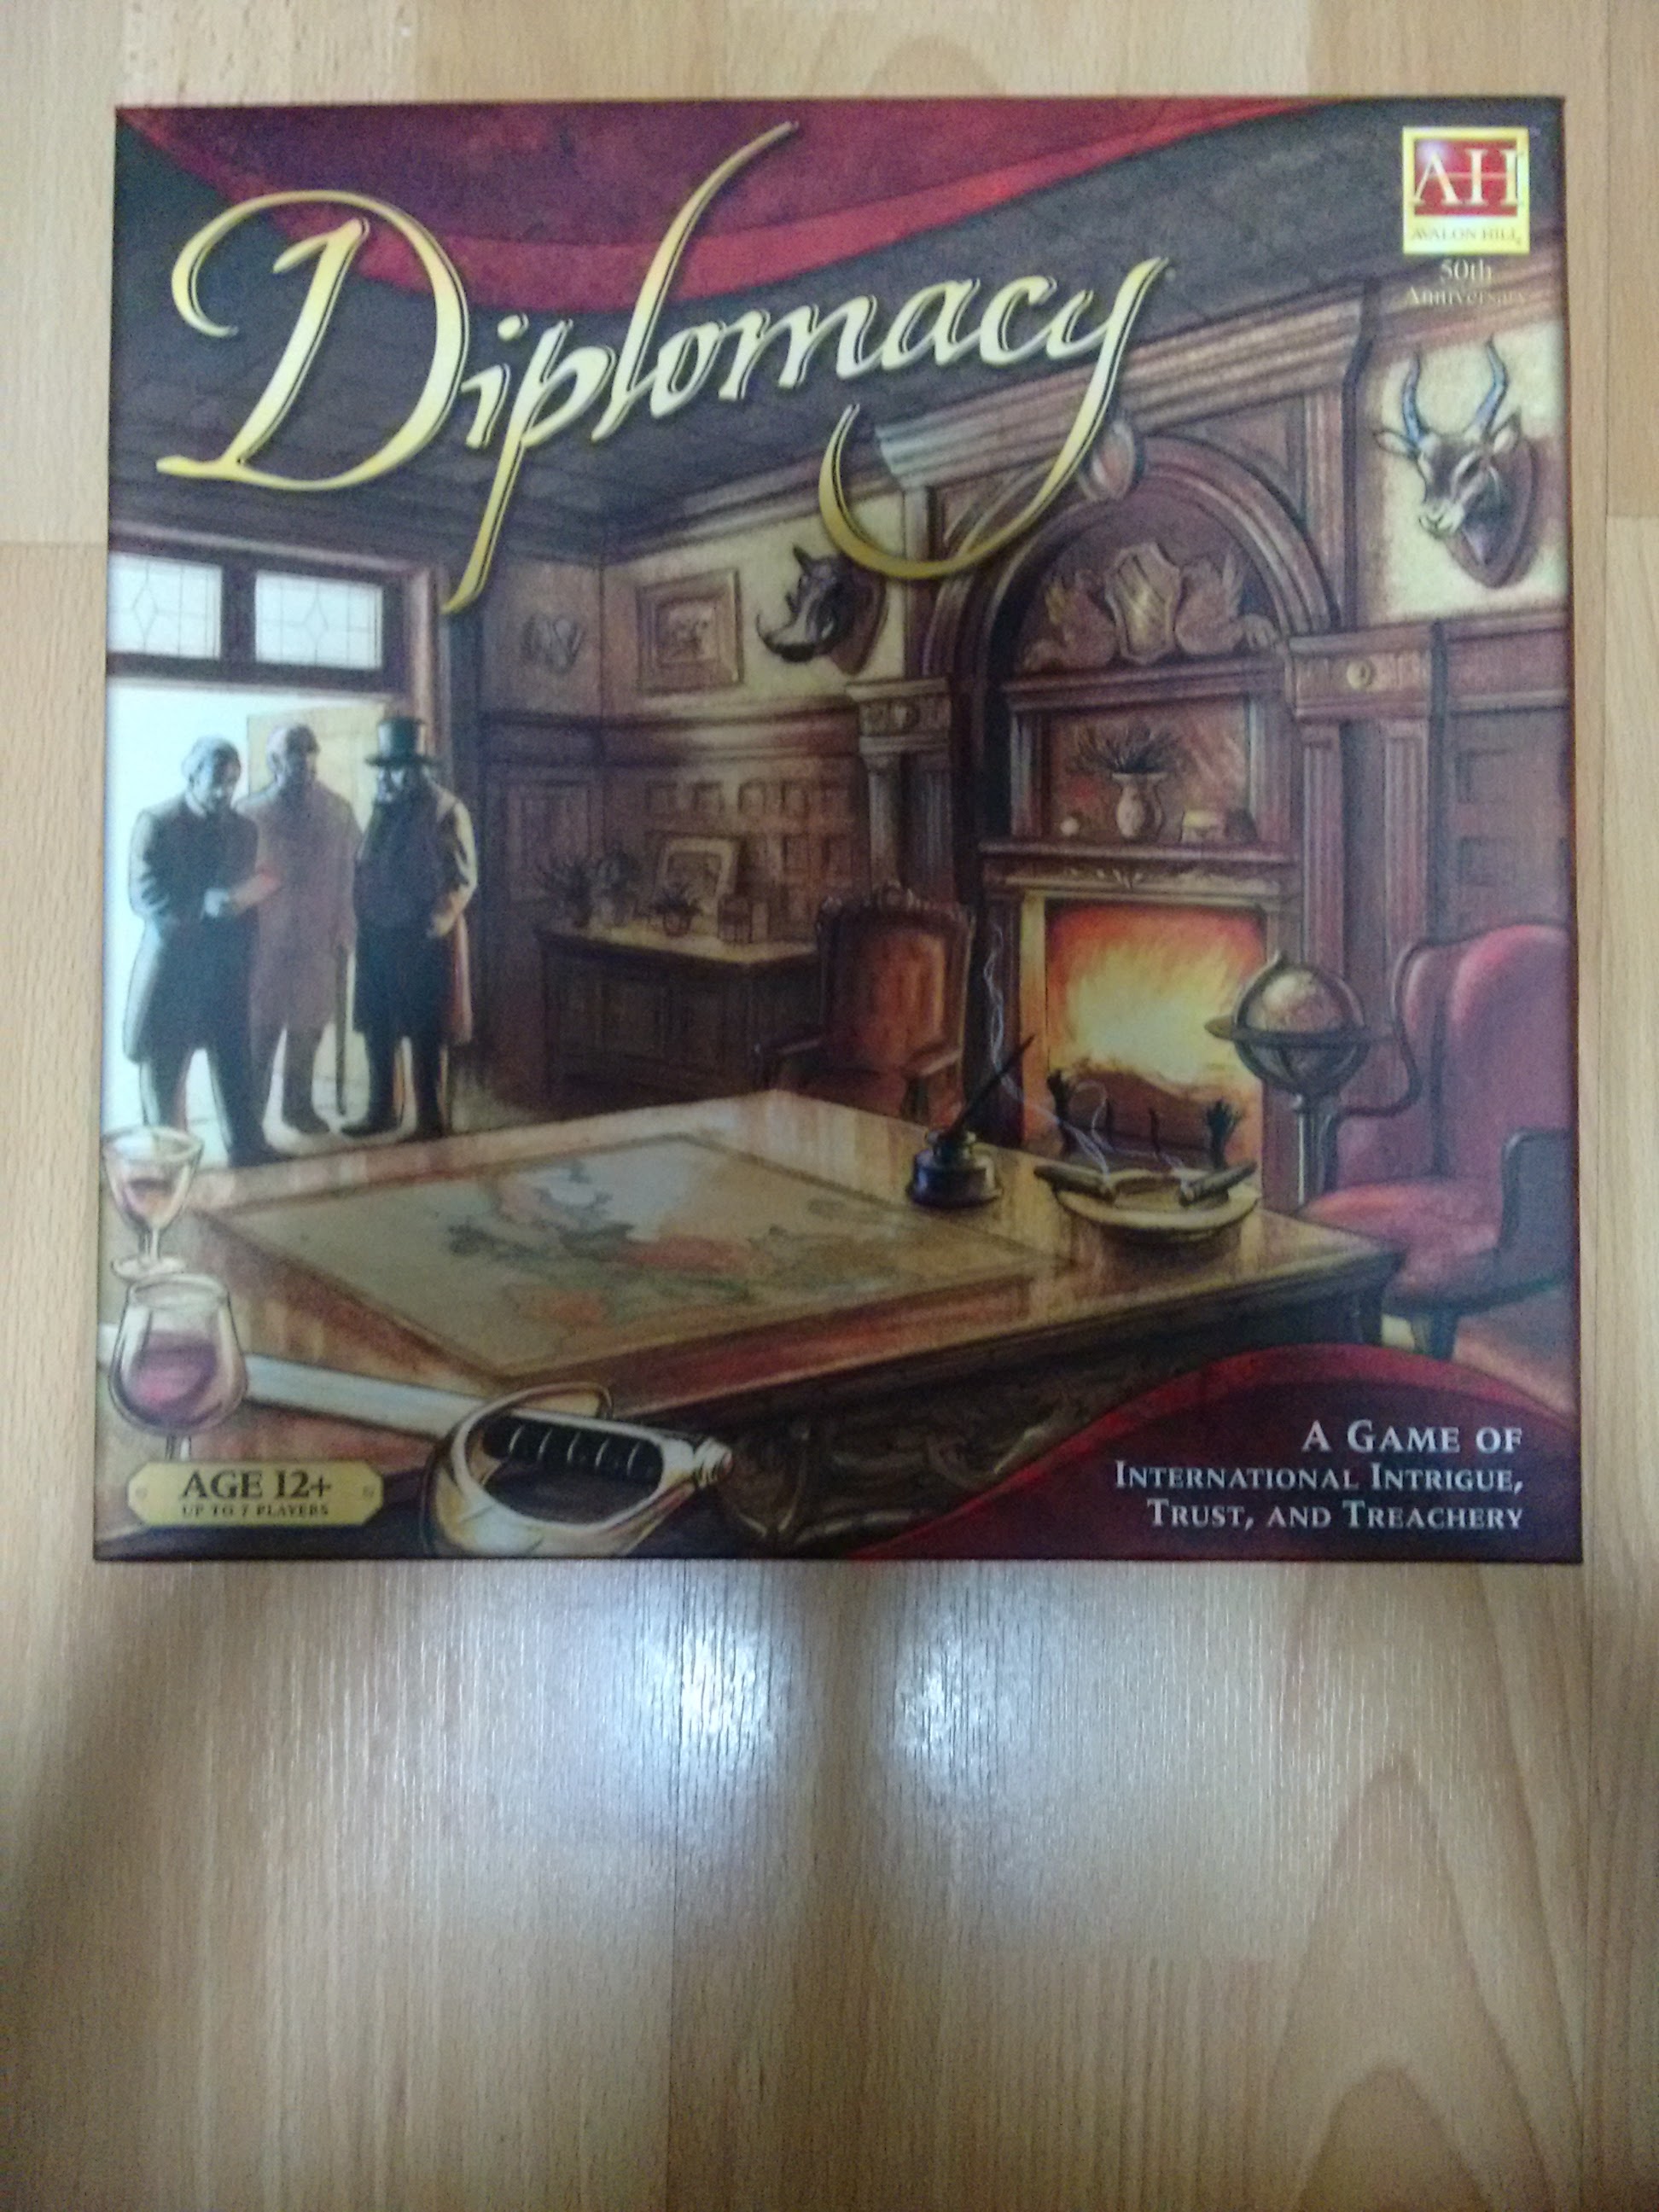 Diplomacy
AH
AVALON HILL
50th
Anniversary
AGE 12+
UP TO 7 PLAYERS
A GAME OF
INTERNATIONAL INTRIGUE,
TRUST, AND TREACHERY